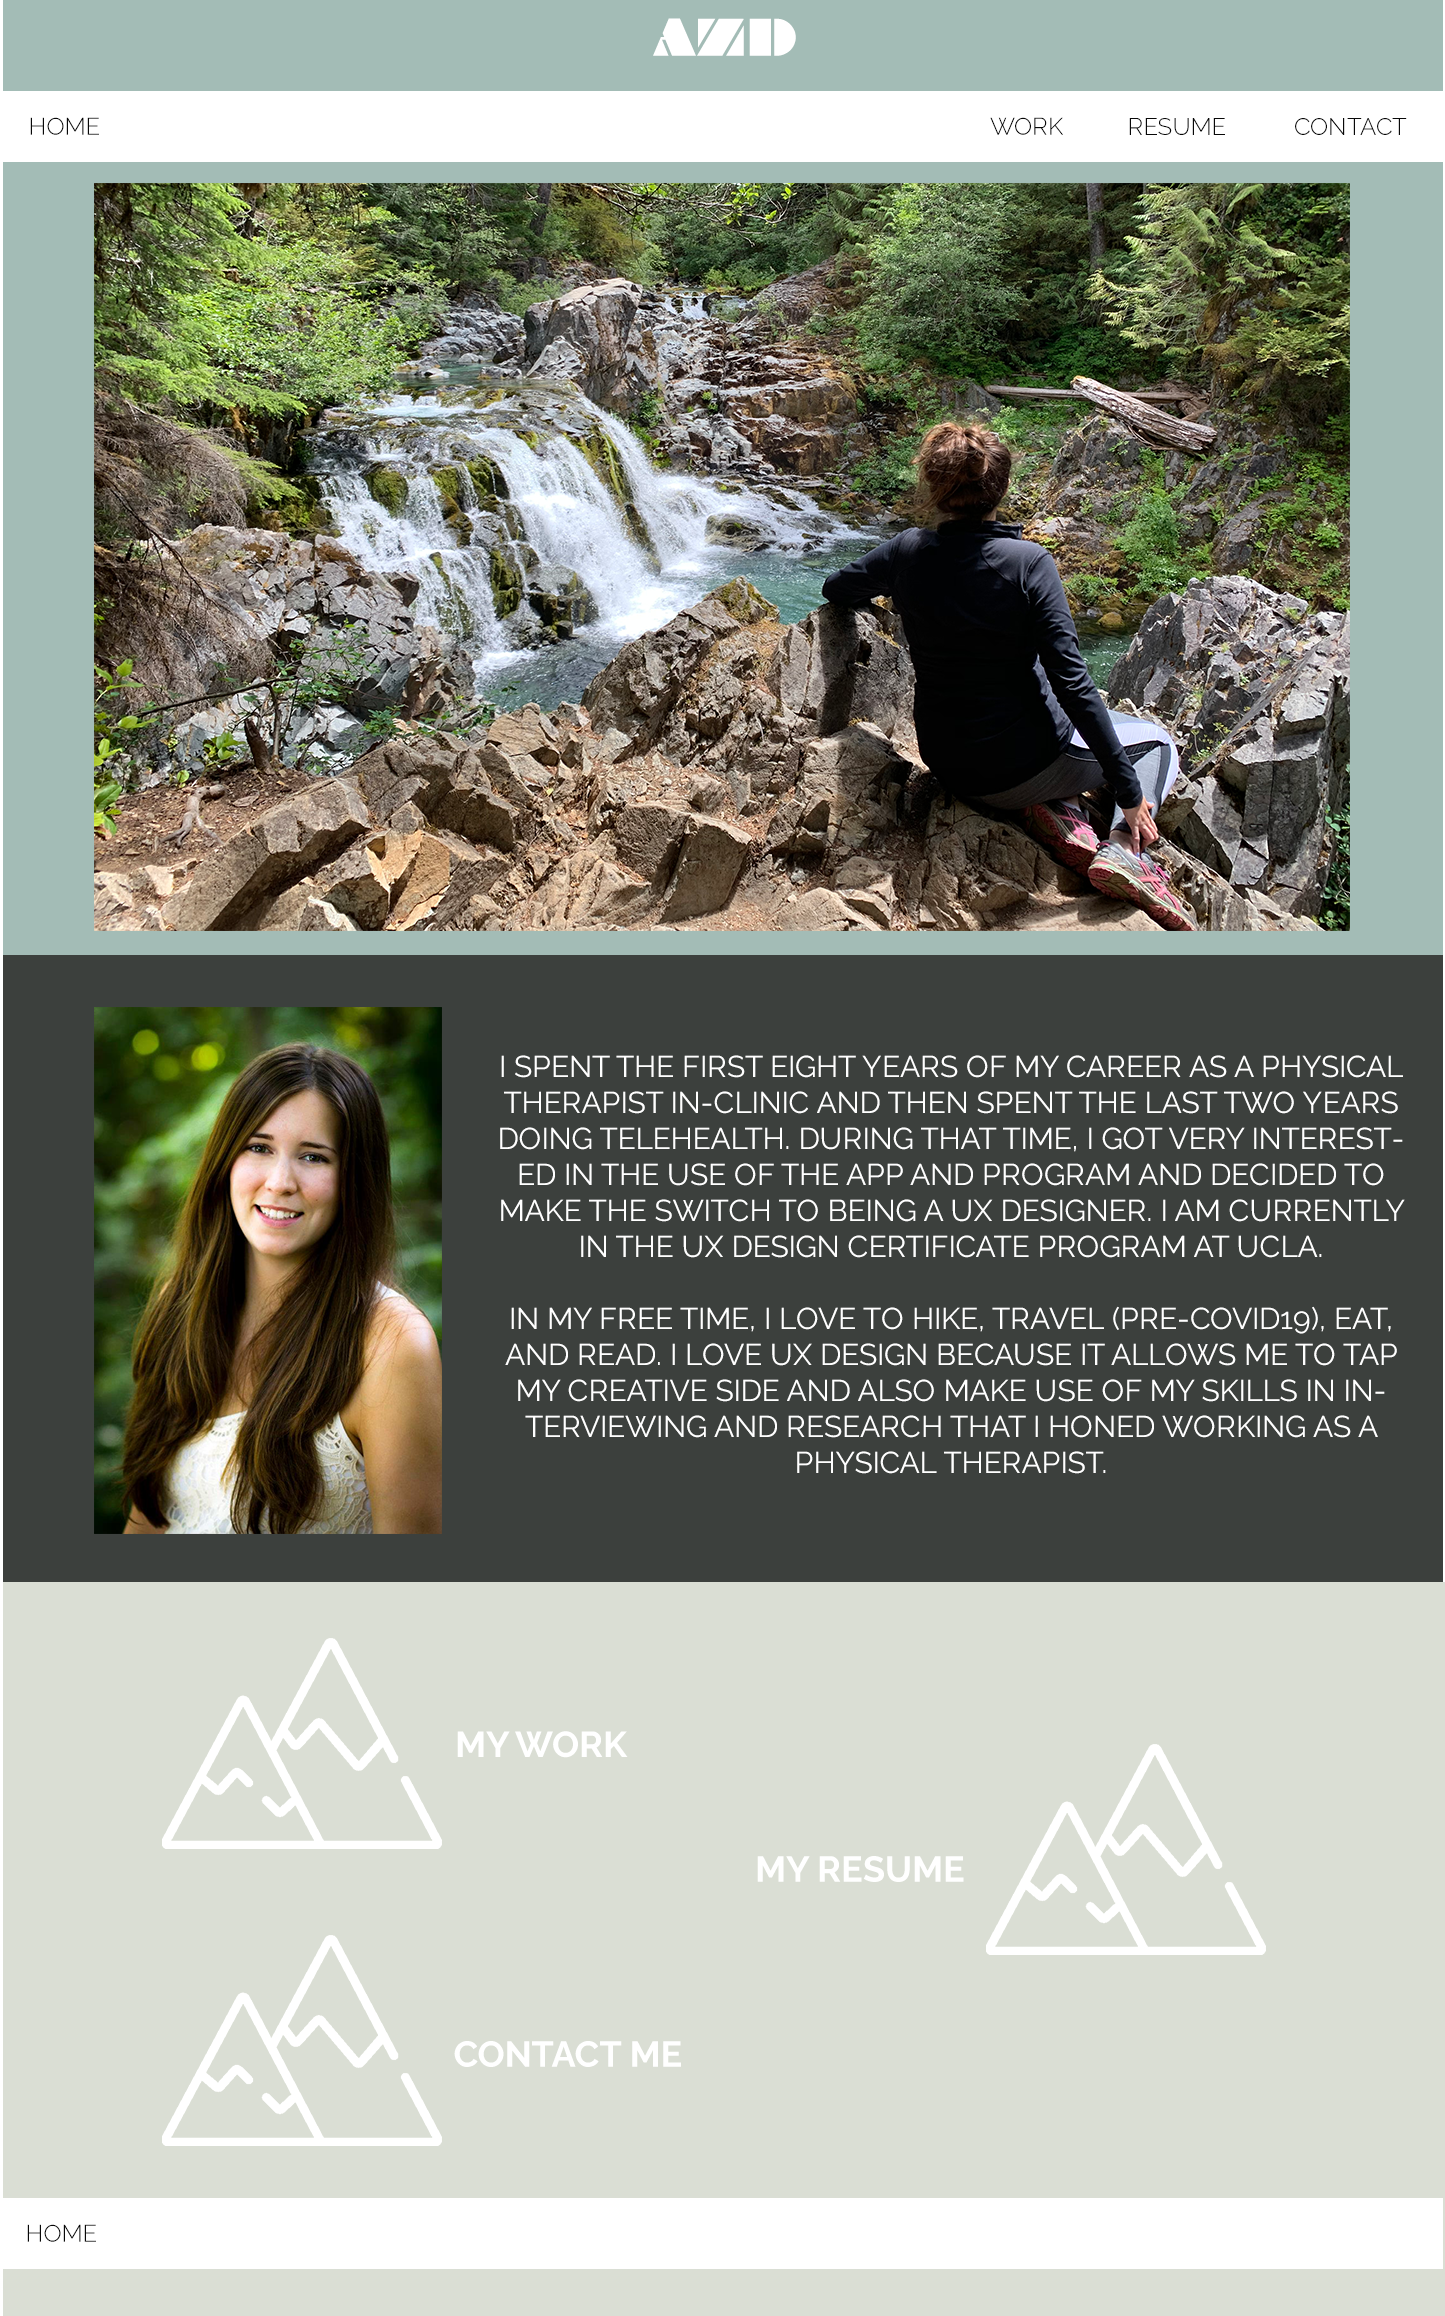 AZD
HOME WORK RESUME CONTACT
I SPENT THE FIRST EIGHT YEARS OF MY CAREER AS A PHYSICAL
THERAPIST IN-CLINIC AND THEN SPENT THE LAST TWO YEARS
DOING TELEHEALTH. DURING THAT TIME, I GOT VERY INTEREST-
ED IN THE USE OF THE APP AND PROGRAM AND DECIDED TO
MAKE THE SWITCH TO BEING A UX DESIGNER. I AM CURRENTLY
IN THE UX DESIGN CERTIFICATE PROGRAM AT UCLA.
IN MY FREE TIME, I LOVE TO HIKE, TRAVEL (PRE-COVID19), EAT,
AND READ. I LOVE UX DESIGN BECAUSE IT ALLOWS ME TO TAP
MY CREATIVE SIDE AND ALSO MAKE USE OF MY SKILLS IN IN-
TERVIEWING AND RESEARCH THAT I HONED WORKING AS A
PHYSICAL THERAPIST.
MY WORK
MY RESUME
CONTACT ME
HOME